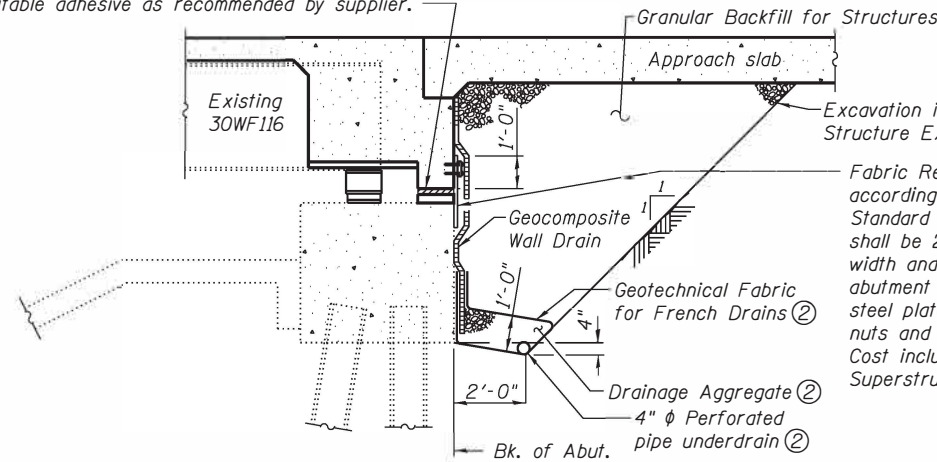 table adhesive as recommended by supplier.
Granular Backfill for Structures
Approach slab
Existing
30WF116
Excavation i
Structure Ex
1'-0"
Fabric Re
according
Standard
shall be 2
width and
abutment
steel plat
nuts and
Cost inclu
Superstru
1
1
Geocomposite
Wall Drain
1'-0"
Geotechnical Fabric
for French Drains ②
4"
2'-0"
Drainage Aggregate ②
4" ϕ Perforated
pipe underdrain ②
Bk. of Abut.